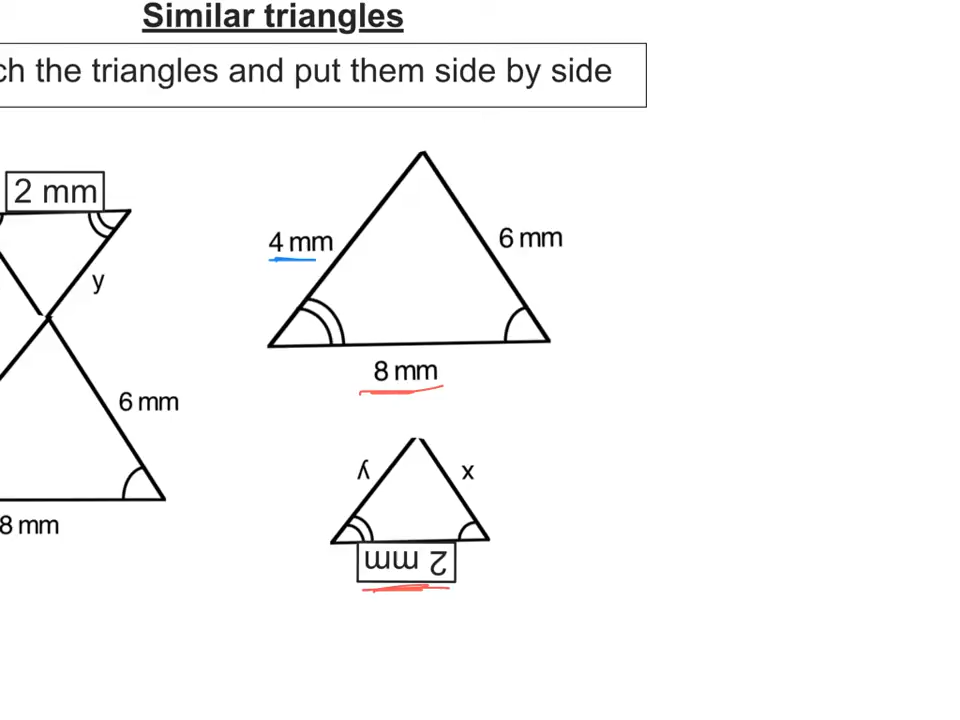 Similar triangles
ch the triangles and put them side by side
2 mm
y
4 mm
6 mm
8 mm
6 mm
8 mm
y
x
2 mm